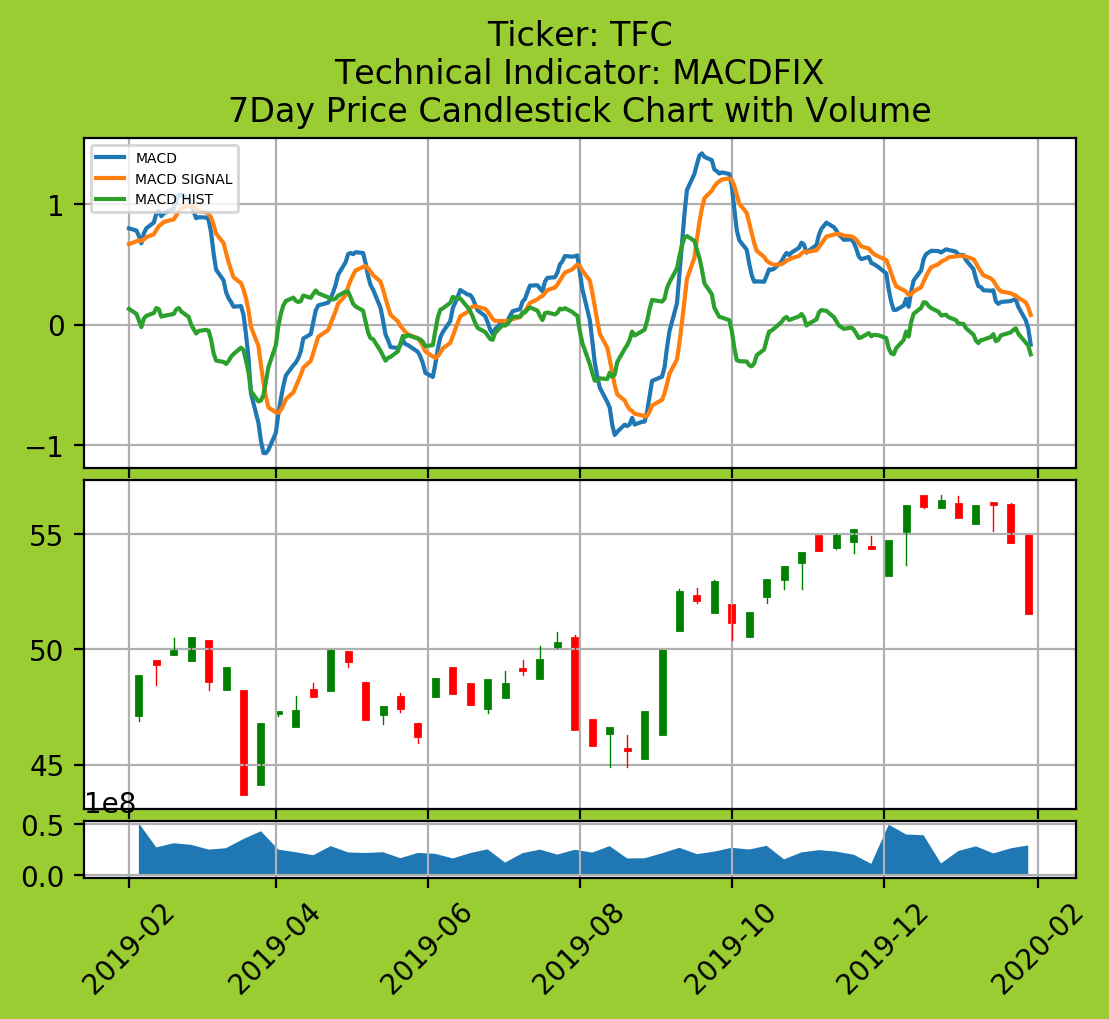 Ticker: TFC
Technical Indicator: MACDFIX
7Day Price Candlestick Chart with Volume
MACD
MACD SIGNAL
MACD HIST
1
0
−1
55
50
45
1e8
0.5
0.0
2019-02
2019-04
2019-06
2019-08
2019-10
2019-12
2020-02